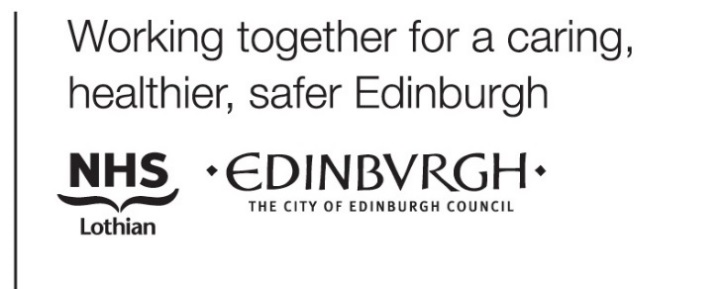 Working together for a caring,
healthier, safer Edinburgh
NHS
Lothian
·EDINBVRGH·
THE CITY OF EDINBURGH COUNCIL